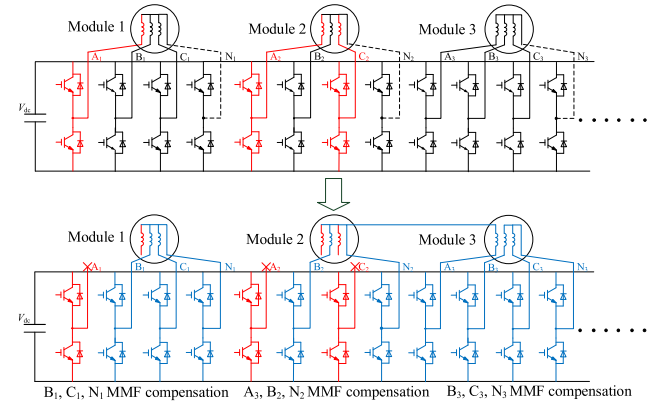 Module 1
Module 2
Module 3
A₁ B₁ C₁ N₁ A₂ B₂ C₂ N₂ A₃ B₃ C₃ N₃
Vdc
Module 1
Module 2
Module 3
A₁ B₁ C₁ N₁ A₂ B₂ C₂ N₂ A₃ B₃ C₃ N₃
Vdc
B₁, C₁, N₁ MMF compensation
A₃, B₂, N₂ MMF compensation
B₃, C₃, N₃ MMF compensation